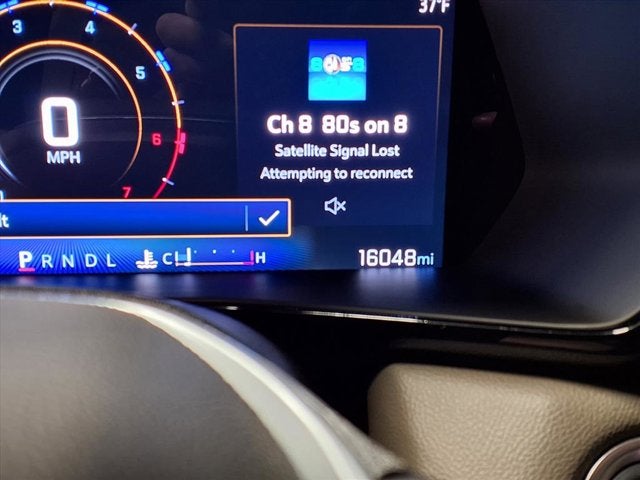 37°F
3
4
5
6
7
0
MPH
Ch 8 80s on 8
Satellite Signal Lost
Attempting to reconnect
P R N D L
C H
16048mi